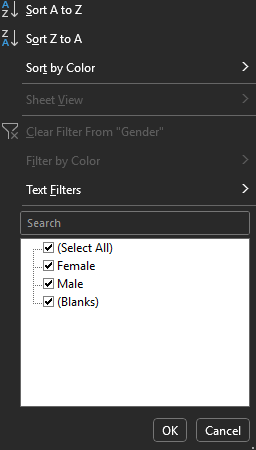 Sort A to Z
Sort Z to A
Sort by Color
Sheet View
Clear Filter From "Gender"
Filter by Color
Text Filters
Search
(Select All)
Female
Male
(Blanks)
OK
Cancel